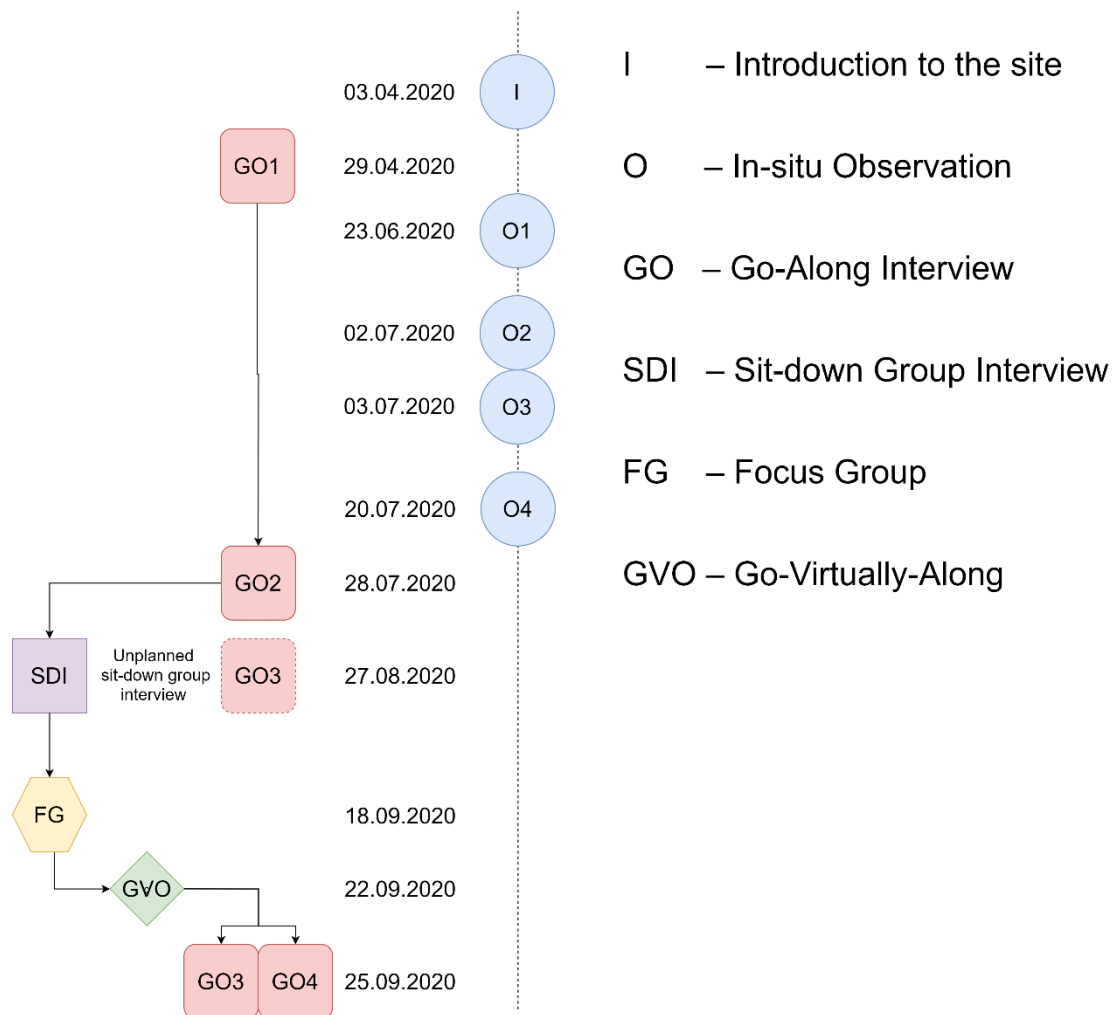 03.04.2020
I
I – Introduction to the site
GO1
29.04.2020
O – In-situ Observation
23.06.2020
O1
GO – Go-Along Interview
02.07.2020
O2
SDI – Sit-down Group Interview
03.07.2020
O3
FG – Focus Group
20.07.2020
O4
GO2
28.07.2020
GVO – Go-Virtually-Along
SDI
Unplanned
sit-down group
interview
GO3
27.08.2020
FG
18.09.2020
G∀O
22.09.2020
GO3
GO4
25.09.2020